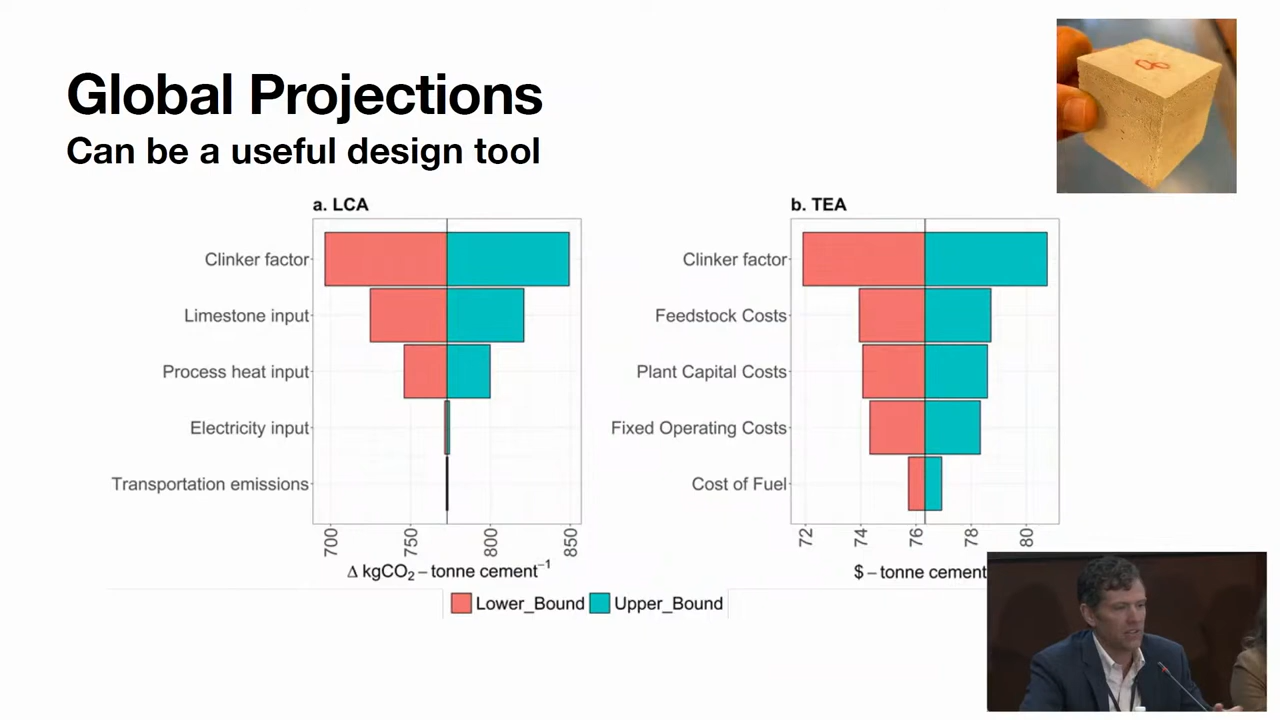 Global Projections
Can be a useful design tool
a. LCA
Clinker factor
Limestone input
Process heat input
Electricity input
Transportation emissions
700 750 800 850
Δ kgCO₂ – tonne cement⁻¹
b. TEA
Clinker factor
Feedstock Costs
Plant Capital Costs
Fixed Operating Costs
Cost of Fuel
72 74 76 78 80
$ – tonne cement
Lower_Bound Upper_Bound